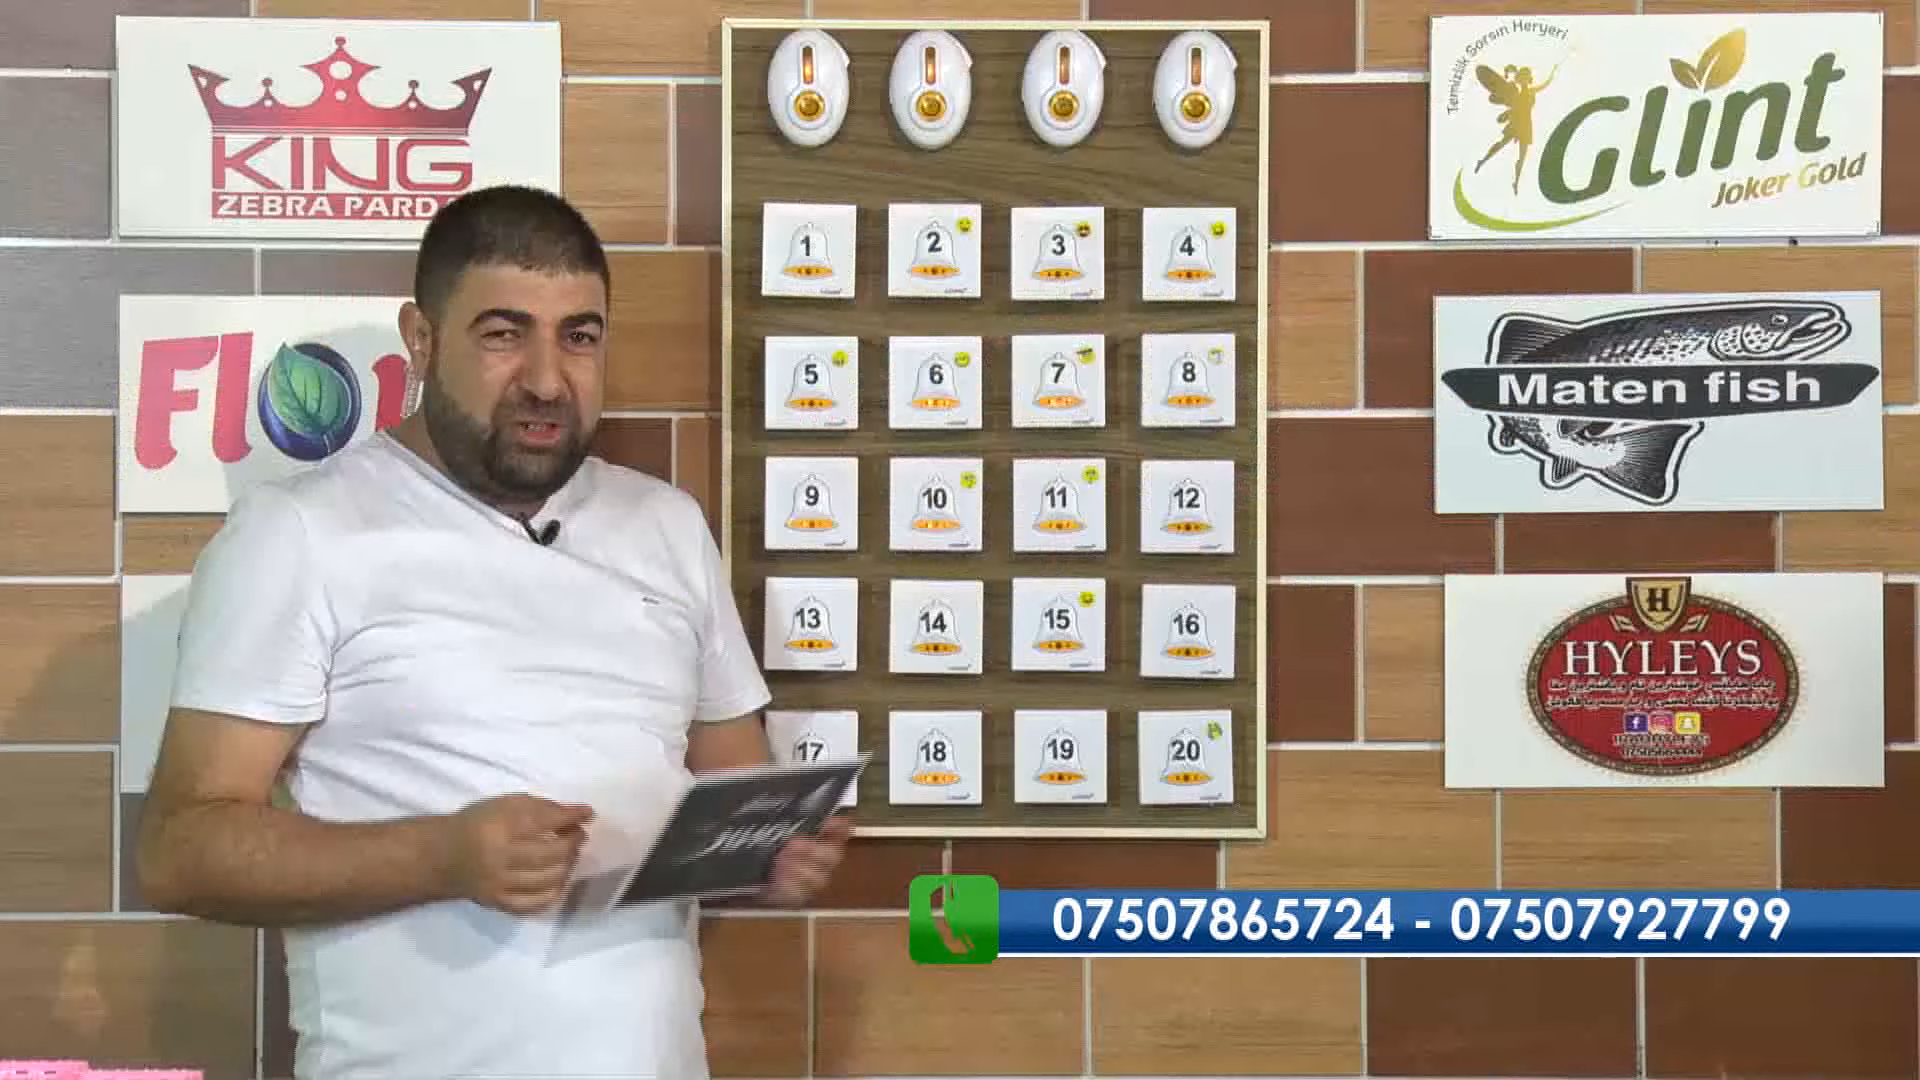 KING
ZEBRA PARD
Flo
1
2
3
4
5
6
7
8
9
10
11
12
13
14
15
16
17
18
19
20
Temizlik Sorsın Heryeri
Glint
Joker Gold
Maten fish
H
HYLEYS
07507865724 - 07507927799